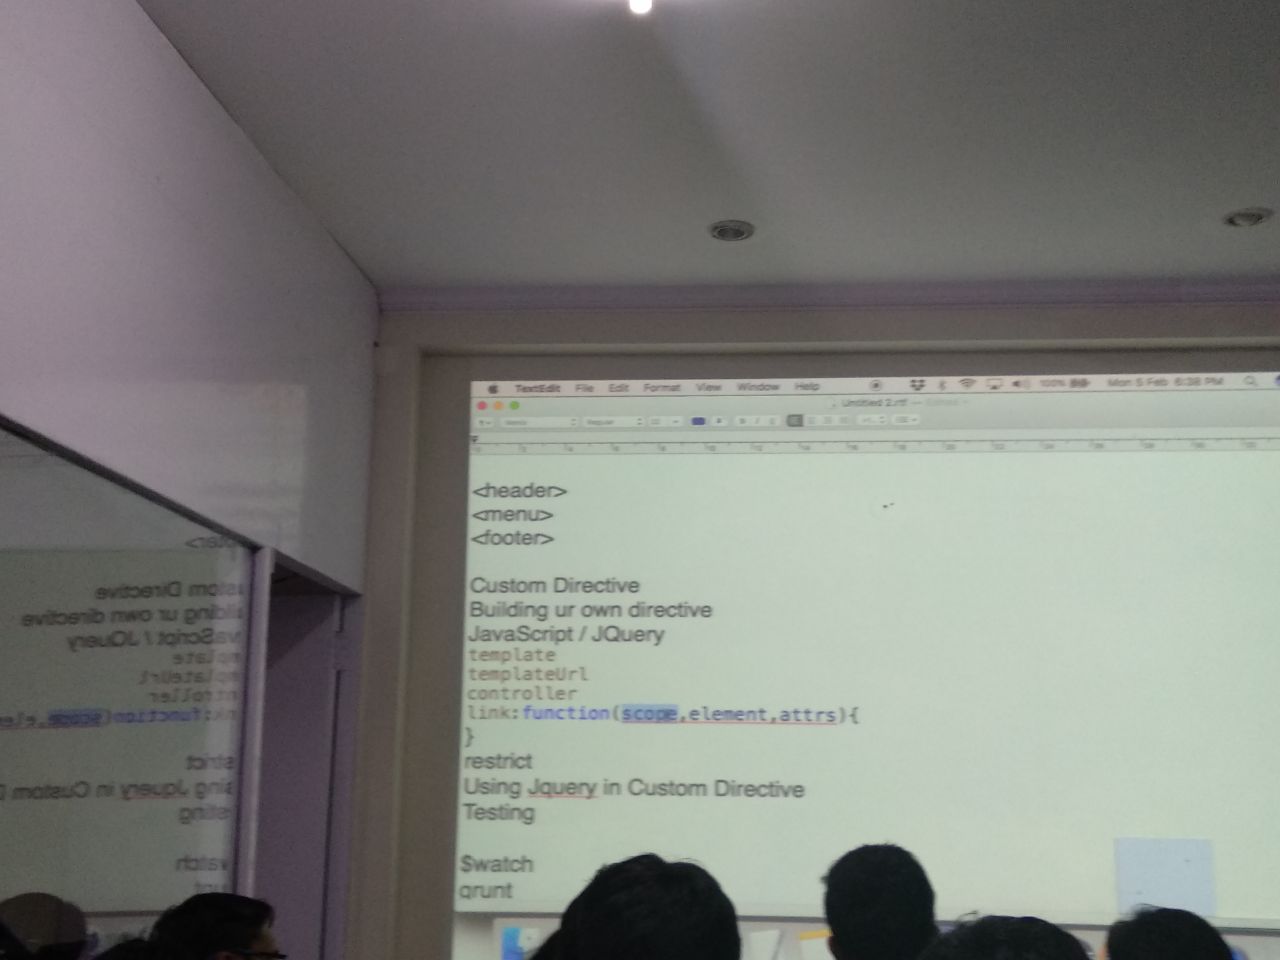 TextEdit File Edit Format View Window Help 100% Mon 5 Feb 6:38 PM
Untitled 2.rtf — Edited
<header>
<menu>
<footer>
Custom Directive
Building ur own directive
JavaScript / JQuery
template
templateUrl
controller
link:function(scope,element,attrs){
}
restrict
Using Jquery in Custom Directive
Testing
$watch
qrunt